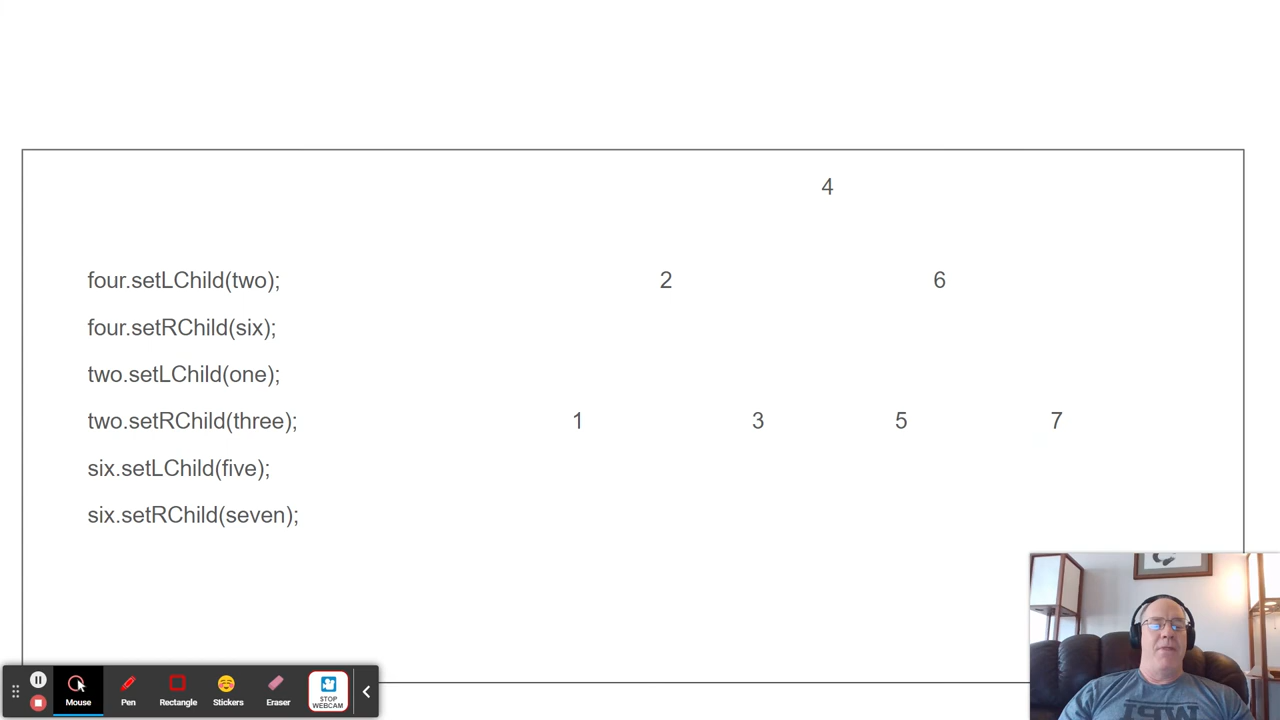 4
four.setLChild(two); 2 6
four.setRChild(six);
two.setLChild(one);
two.setRChild(three); 1 3 5 7
six.setLChild(five);
six.setRChild(seven);
Mouse Pen Rectangle Stickers Eraser STOP
WEBCAM